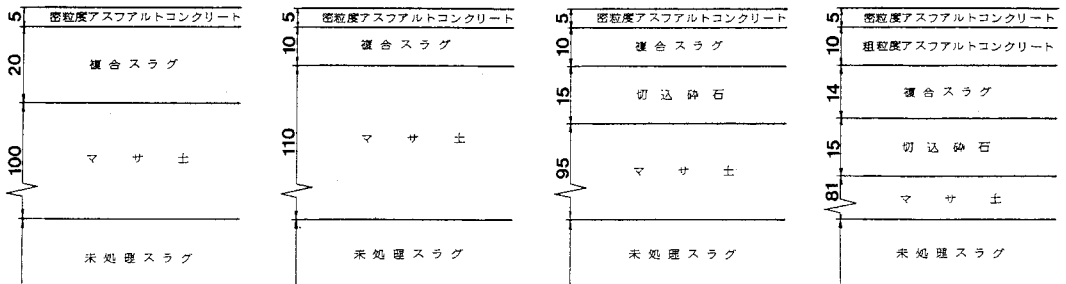 5 密粒度アスファルトコンクリート
20 複合スラグ
100 マサ土
未処理スラグ
5 密粒度アスファルトコンクリート
10 複合スラグ
110 マサ土
未処理スラグ
5 密粒度アスファルトコンクリート
10 複合スラグ
15 切込砕石
95 マサ土
未処理スラグ
5 密粒度アスファルトコンクリート
10 粗粒度アスファルトコンクリート
14 複合スラグ
15 切込砕石
81 マサ土
未処理スラグ